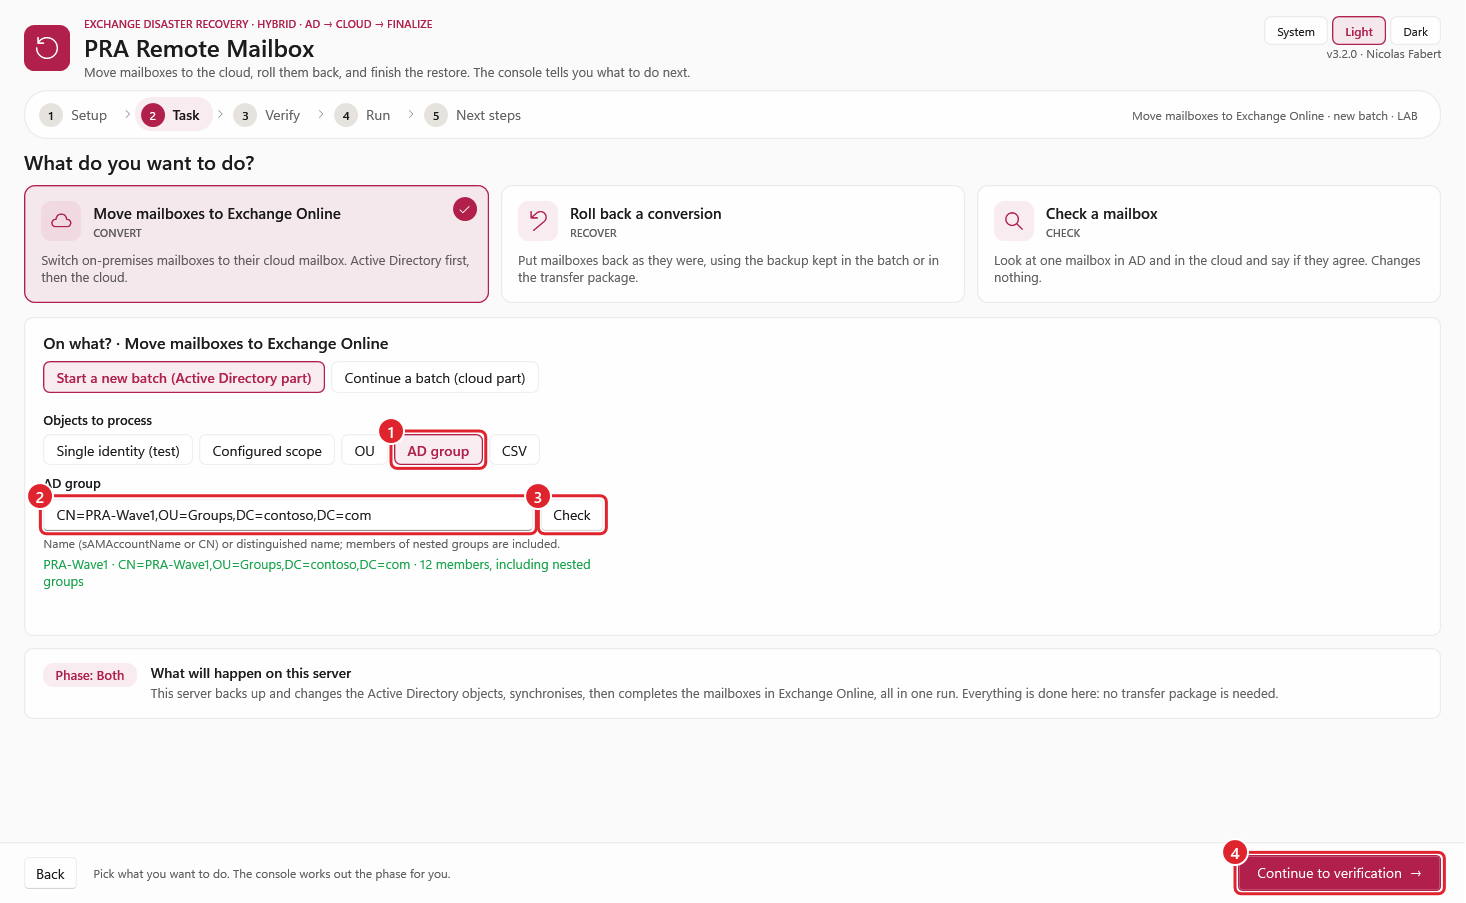 EXCHANGE DISASTER RECOVERY · HYBRID · AD → CLOUD → FINALIZE
PRA Remote Mailbox
Move mailboxes to the cloud, roll them back, and finish the restore. The console tells you what to do next.
System
Light
Dark
v3.2.0 · Nicolas Fabert
1 Setup
2 Task
3 Verify
4 Run
5 Next steps
Move mailboxes to Exchange Online · new batch · LAB
What do you want to do?
Move mailboxes to Exchange Online
CONVERT
Switch on-premises mailboxes to their cloud mailbox. Active Directory first,
then the cloud.
Roll back a conversion
RECOVER
Put mailboxes back as they were, using the backup kept in the batch or in
the transfer package.
Check a mailbox
CHECK
Look at one mailbox in AD and in the cloud and say if they agree. Changes
nothing.
On what? · Move mailboxes to Exchange Online
Start a new batch (Active Directory part)
Continue a batch (cloud part)
Objects to process
Single identity (test)
Configured scope
OU
1
AD group
CSV
AD group
2
CN=PRA-Wave1,OU=Groups,DC=contoso,DC=com
3
Check
Name (sAMAccountName or CN) or distinguished name; members of nested groups are included.
PRA-Wave1 · CN=PRA-Wave1,OU=Groups,DC=contoso,DC=com · 12 members, including nested
groups
Phase: Both
What will happen on this server
This server backs up and changes the Active Directory objects, synchronises, then completes the mailboxes in Exchange Online, all in one run. Everything is done here: no transfer package is needed.
Back
Pick what you want to do. The console works out the phase for you.
4
Continue to verification →